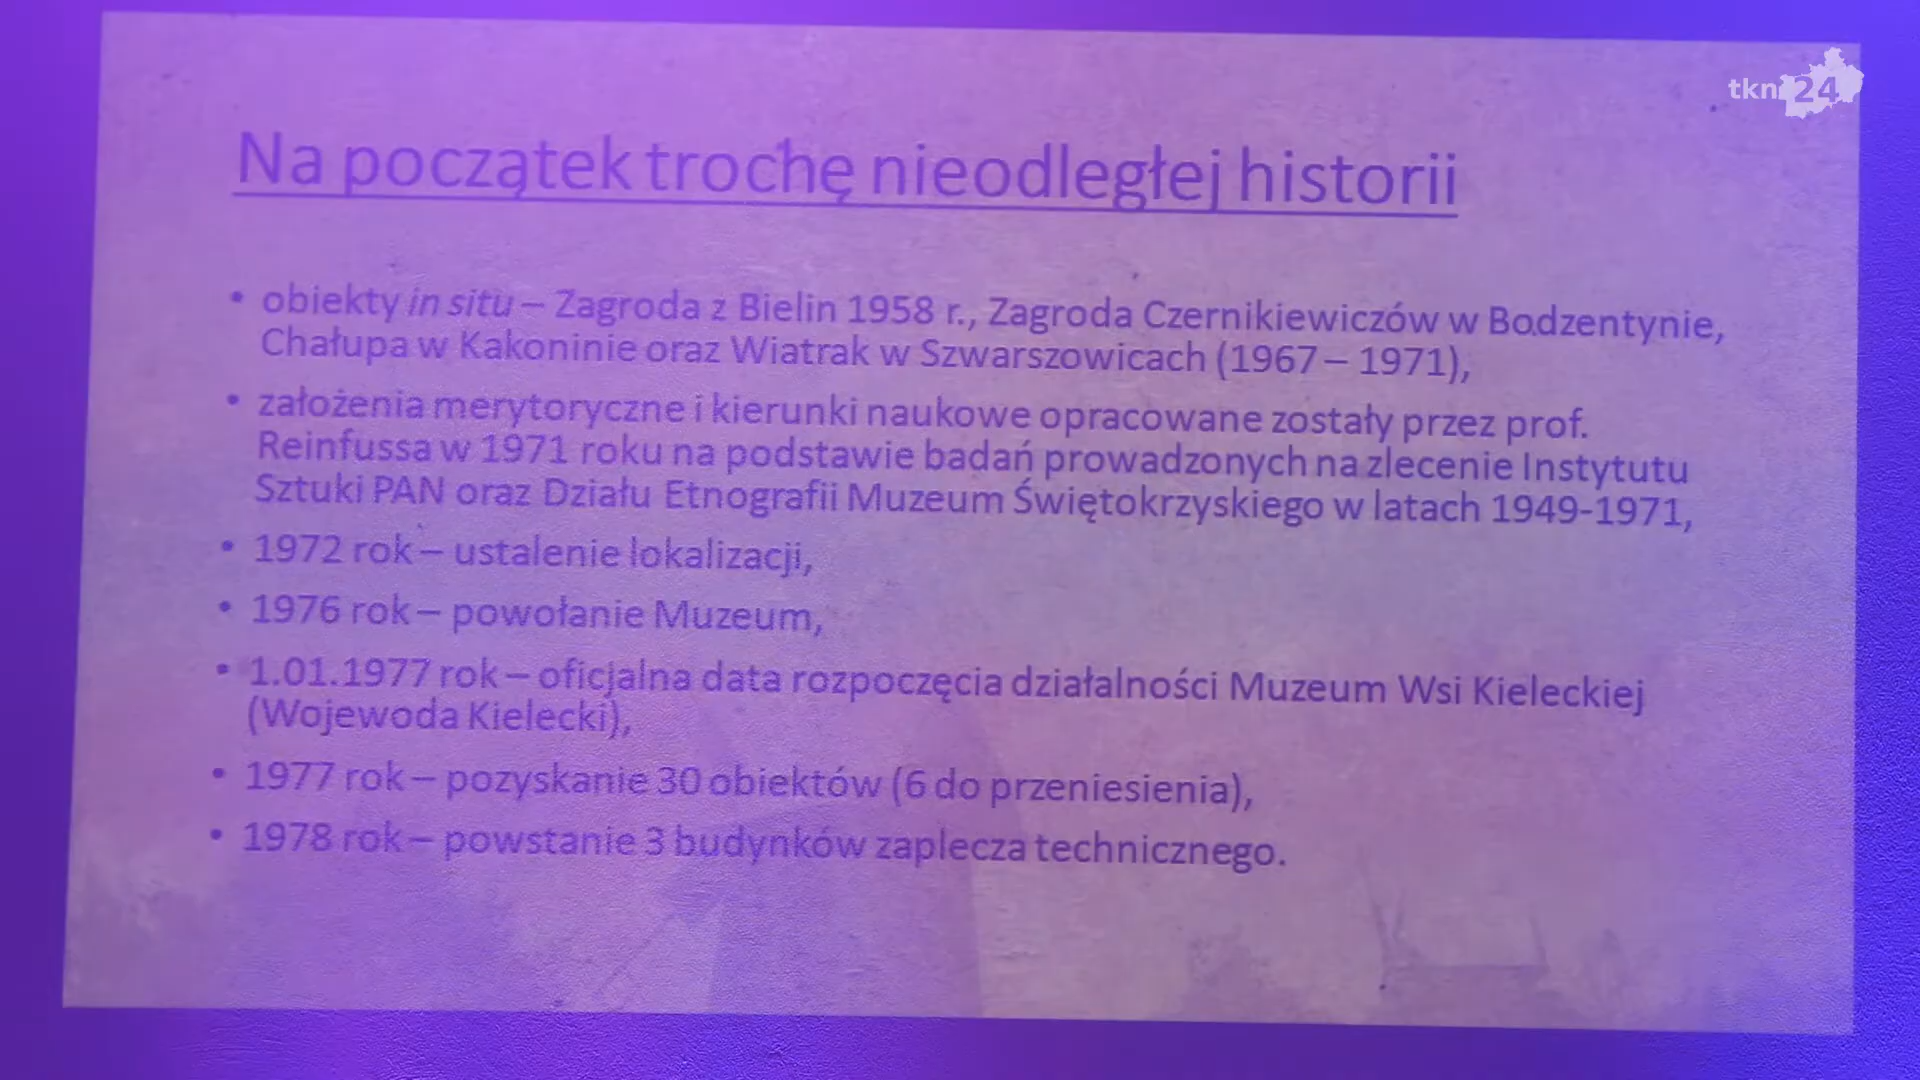 tkn24
Na początek trochę nieodległej historii
• obiekty in situ – Zagroda z Bielin 1958 r., Zagroda Czernikiewiczów w Bodzentynie,
Chałupa w Kakoninie oraz Wiatrak w Szwarszowicach (1967 – 1971),
• założenia merytoryczne i kierunki naukowe opracowane zostały przez prof.
Reinfussa w 1971 roku na podstawie badań prowadzonych na zlecenie Instytutu
Sztuki PAN oraz Działu Etnografii Muzeum Świętokrzyskiego w latach 1949-1971,
• 1972 rok – ustalenie lokalizacji,
• 1976 rok – powołanie Muzeum,
• 1.01.1977 rok – oficjalna data rozpoczęcia działalności Muzeum Wsi Kieleckiej
(Wojewoda Kielecki),
• 1977 rok – pozyskanie 30 obiektów (6 do przeniesienia),
• 1978 rok – powstanie 3 budynków zaplecza technicznego.